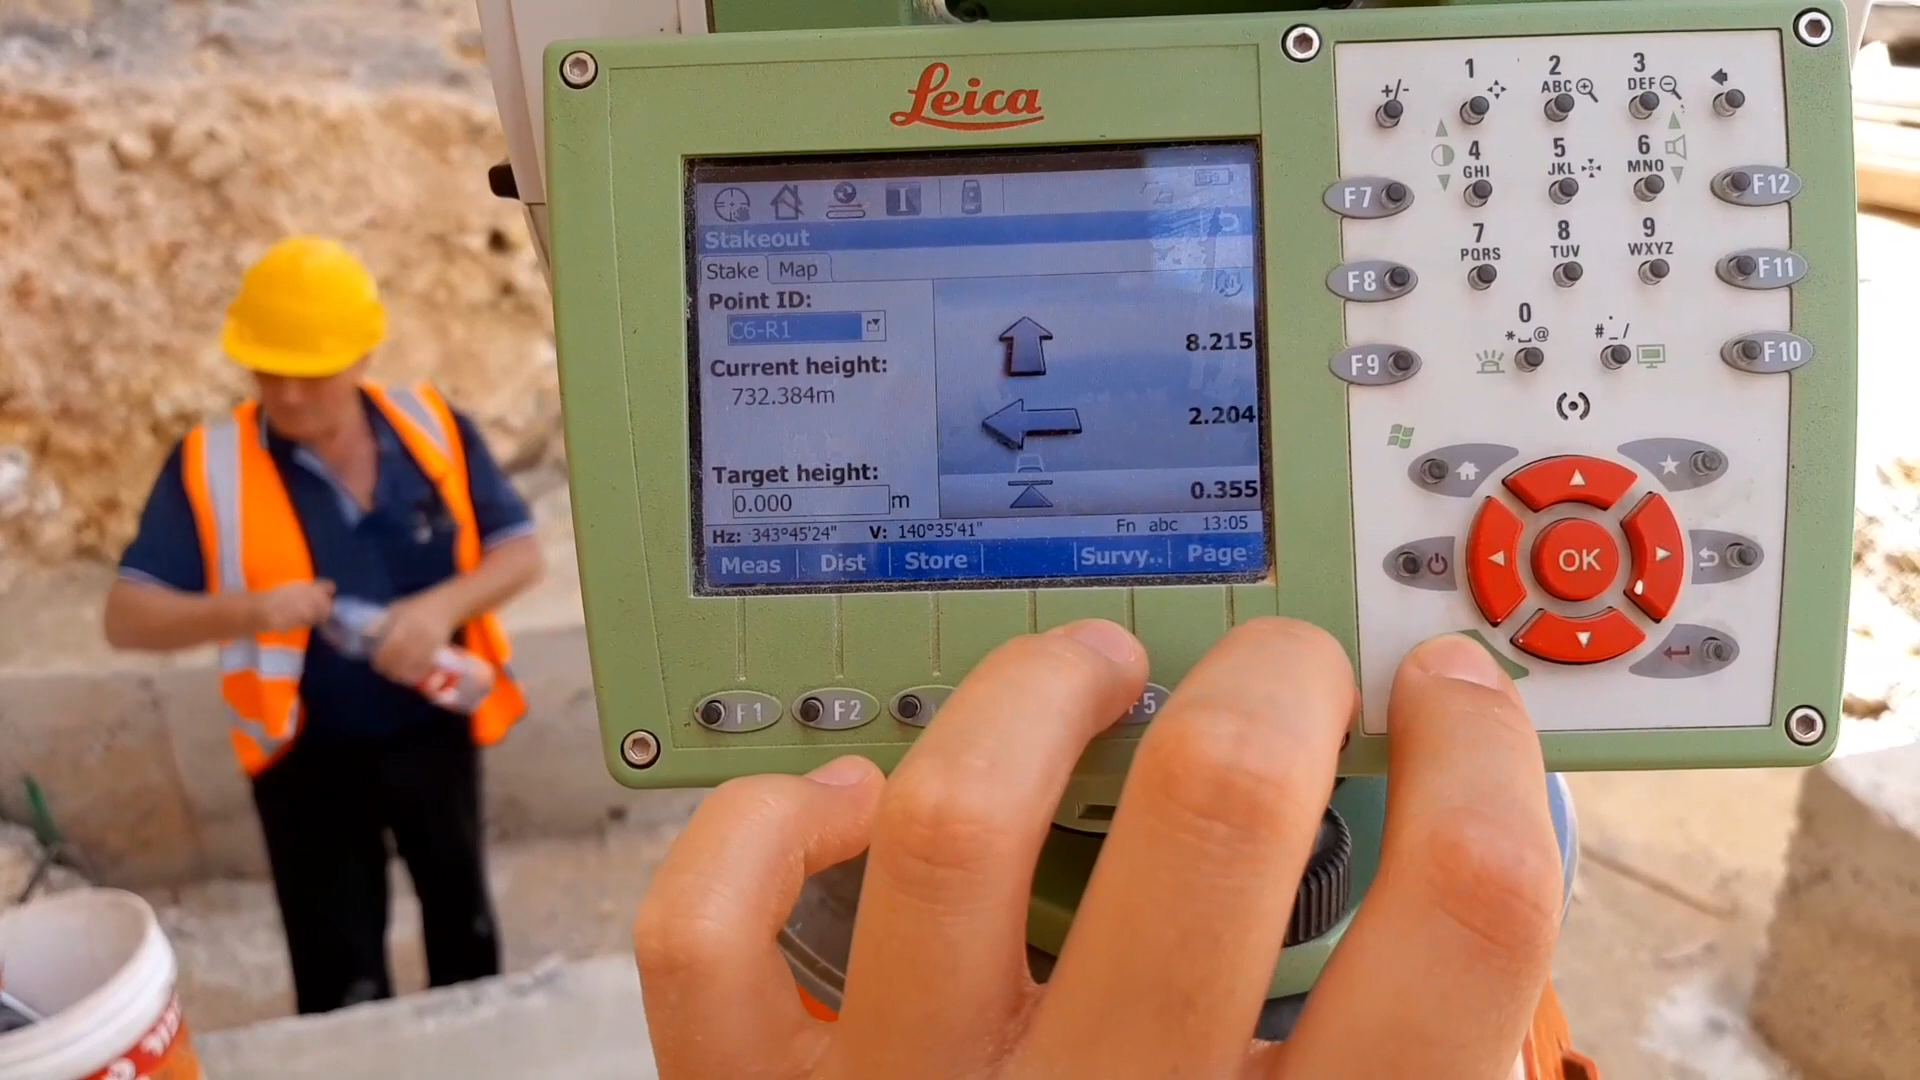 Leica
Stakeout
Stake Map
Point ID:
C6-R1
8.215
Current height:
732.384m
2.204
Target height:
0.000 m
0.355
Hz: 343°45'24" V: 140°35'41" Fn abc 13:05
Meas Dist Store Survy.. Page
F1 F2 F5
+/- 1 2 ABC 3 DEF
4 GHI 5 JKL 6 MNO
F7 F12
7 PQRS 8 TUV 9 WXYZ
F8 F11
0 *␣@ # . _ /
F9 F10
OK